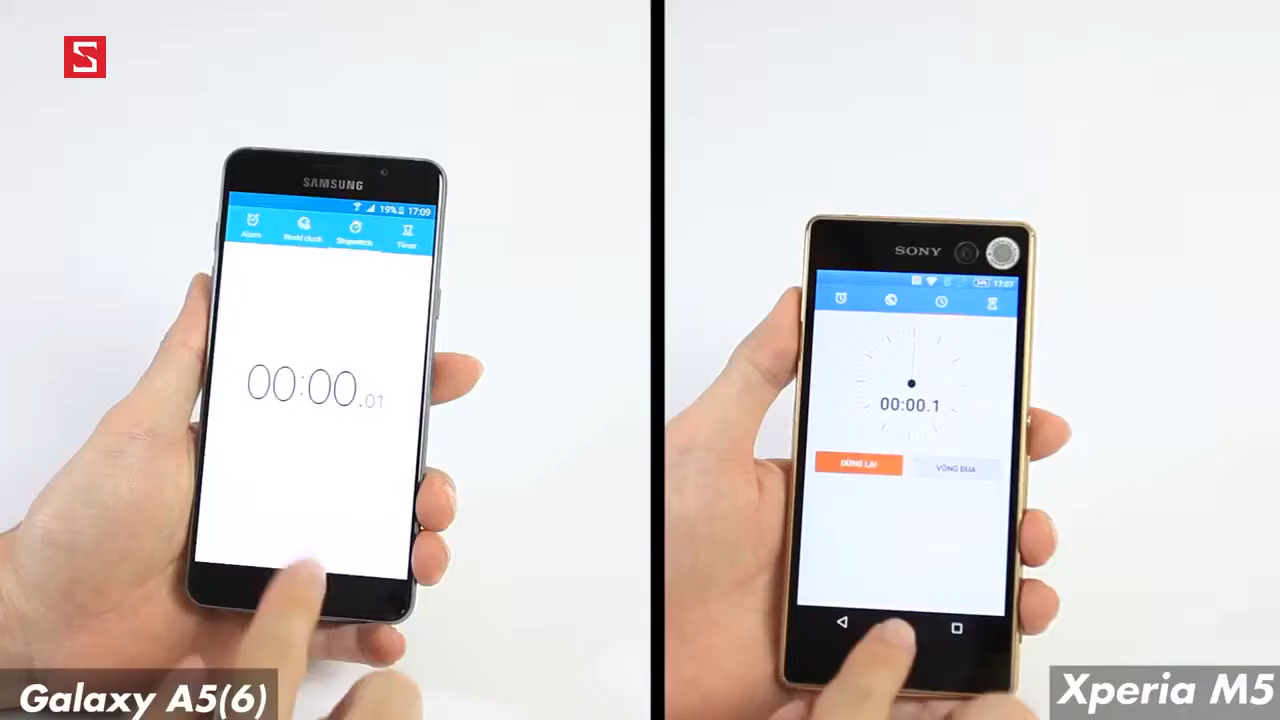 S
SAMSUNG
19% 17:09
Alarm World clock Stopwatch Timer
00:00.01
Galaxy A5(6)
SONY
17:07
00:00.1
DỪNG LẠI VÒNG ĐUA
Xperia M5